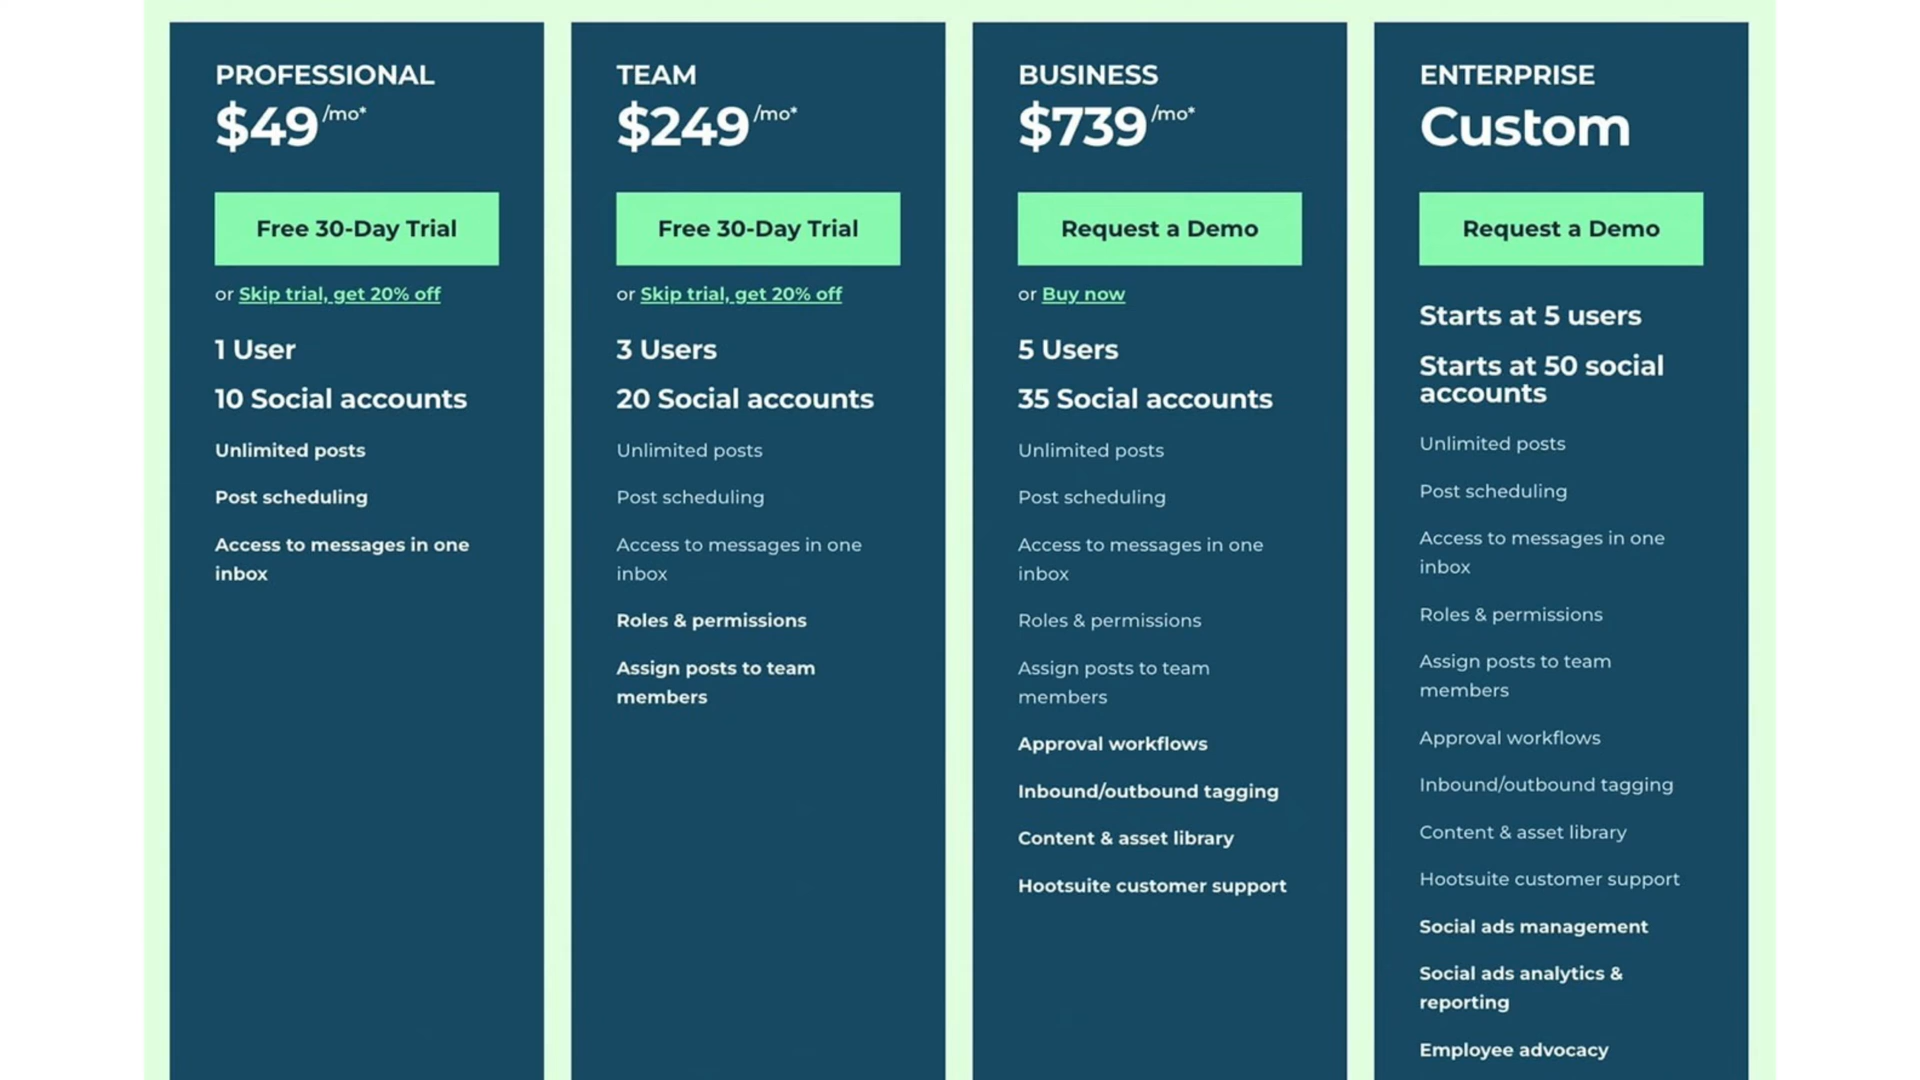 PROFESSIONAL
$49 /mo*
Free 30-Day Trial
or Skip trial, get 20% off
1 User
10 Social accounts
Unlimited posts
Post scheduling
Access to messages in one
inbox
TEAM
$249 /mo*
Free 30-Day Trial
or Skip trial, get 20% off
3 Users
20 Social accounts
Unlimited posts
Post scheduling
Access to messages in one
inbox
Roles & permissions
Assign posts to team
members
BUSINESS
$739 /mo*
Request a Demo
or Buy now
5 Users
35 Social accounts
Unlimited posts
Post scheduling
Access to messages in one
inbox
Roles & permissions
Assign posts to team
members
Approval workflows
Inbound/outbound tagging
Content & asset library
Hootsuite customer support
ENTERPRISE
Custom
Request a Demo
Starts at 5 users
Starts at 50 social
accounts
Unlimited posts
Post scheduling
Access to messages in one
inbox
Roles & permissions
Assign posts to team
members
Approval workflows
Inbound/outbound tagging
Content & asset library
Hootsuite customer support
Social ads management
Social ads analytics &
reporting
Employee advocacy